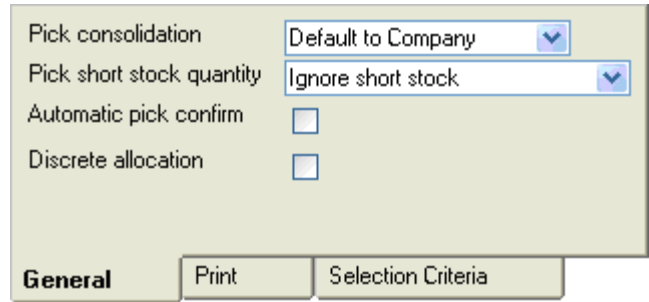 Pick consolidation Default to Company
Pick short stock quantity Ignore short stock
Automatic pick confirm
Discrete allocation
General Print Selection Criteria